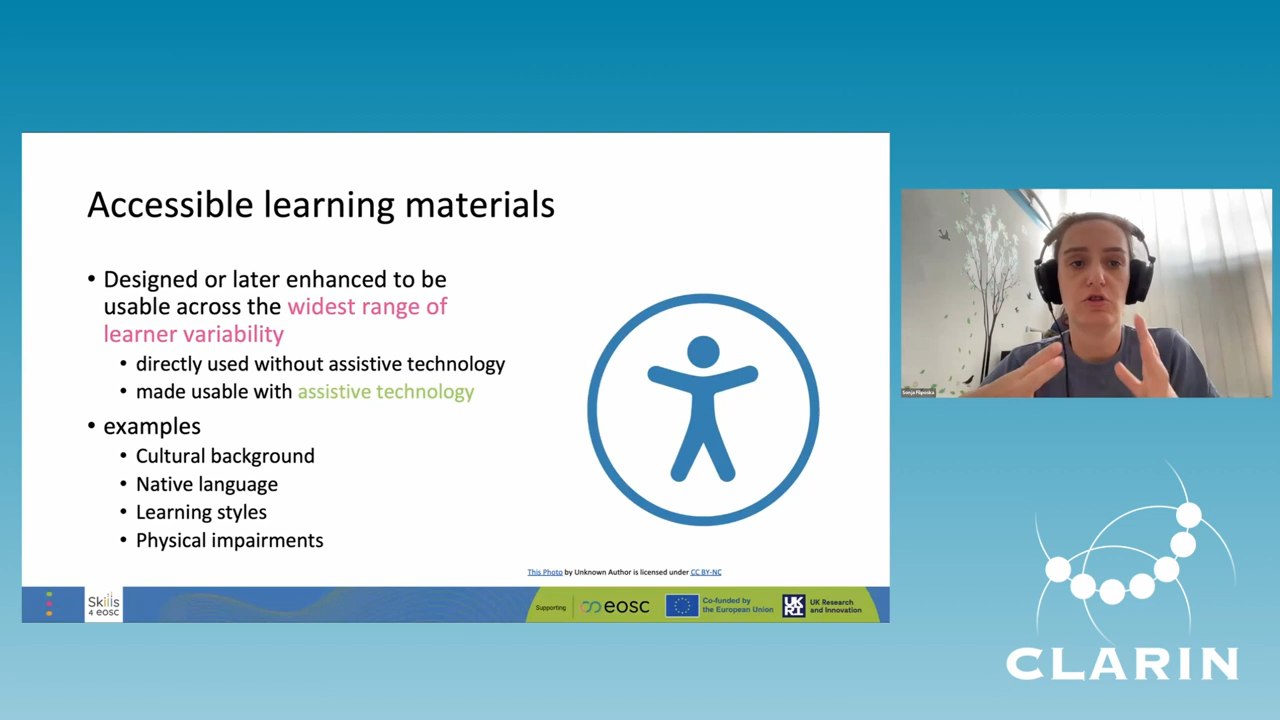 Accessible learning materials
• Designed or later enhanced to be
usable across the widest range of
learner variability
• directly used without assistive technology
• made usable with assistive technology
• examples
• Cultural background
• Native language
• Learning styles
• Physical impairments
This Photo by Unknown Author is licensed under CC BY-NC
Skills
4 eosc
Supporting
eosc
Co-funded by
the European Union
UKRI
UK Research
and Innovation
Sonja Filiposka
CLARIN